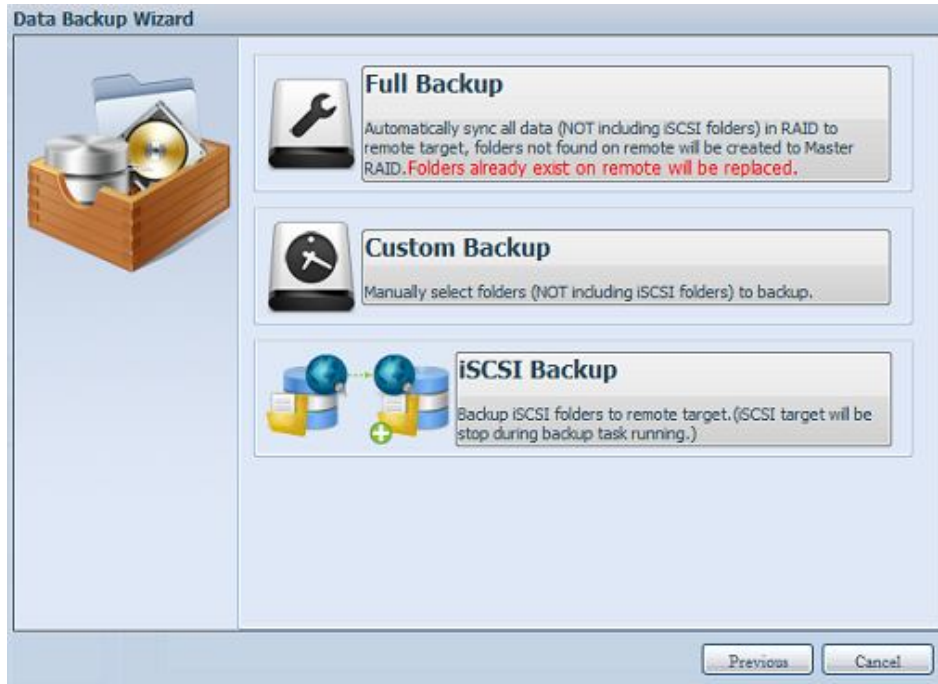 Data Backup Wizard
Full Backup
Automatically sync all data (NOT including iSCSI folders) in RAID to
remote target, folders not found on remote will be created to Master
RAID.Folders already exist on remote will be replaced.
Custom Backup
Manually select folders (NOT including iSCSI folders) to backup.
iSCSI Backup
Backup iSCSI folders to remote target.(iSCSI target will be
stop during backup task running.)
Previous
Cancel